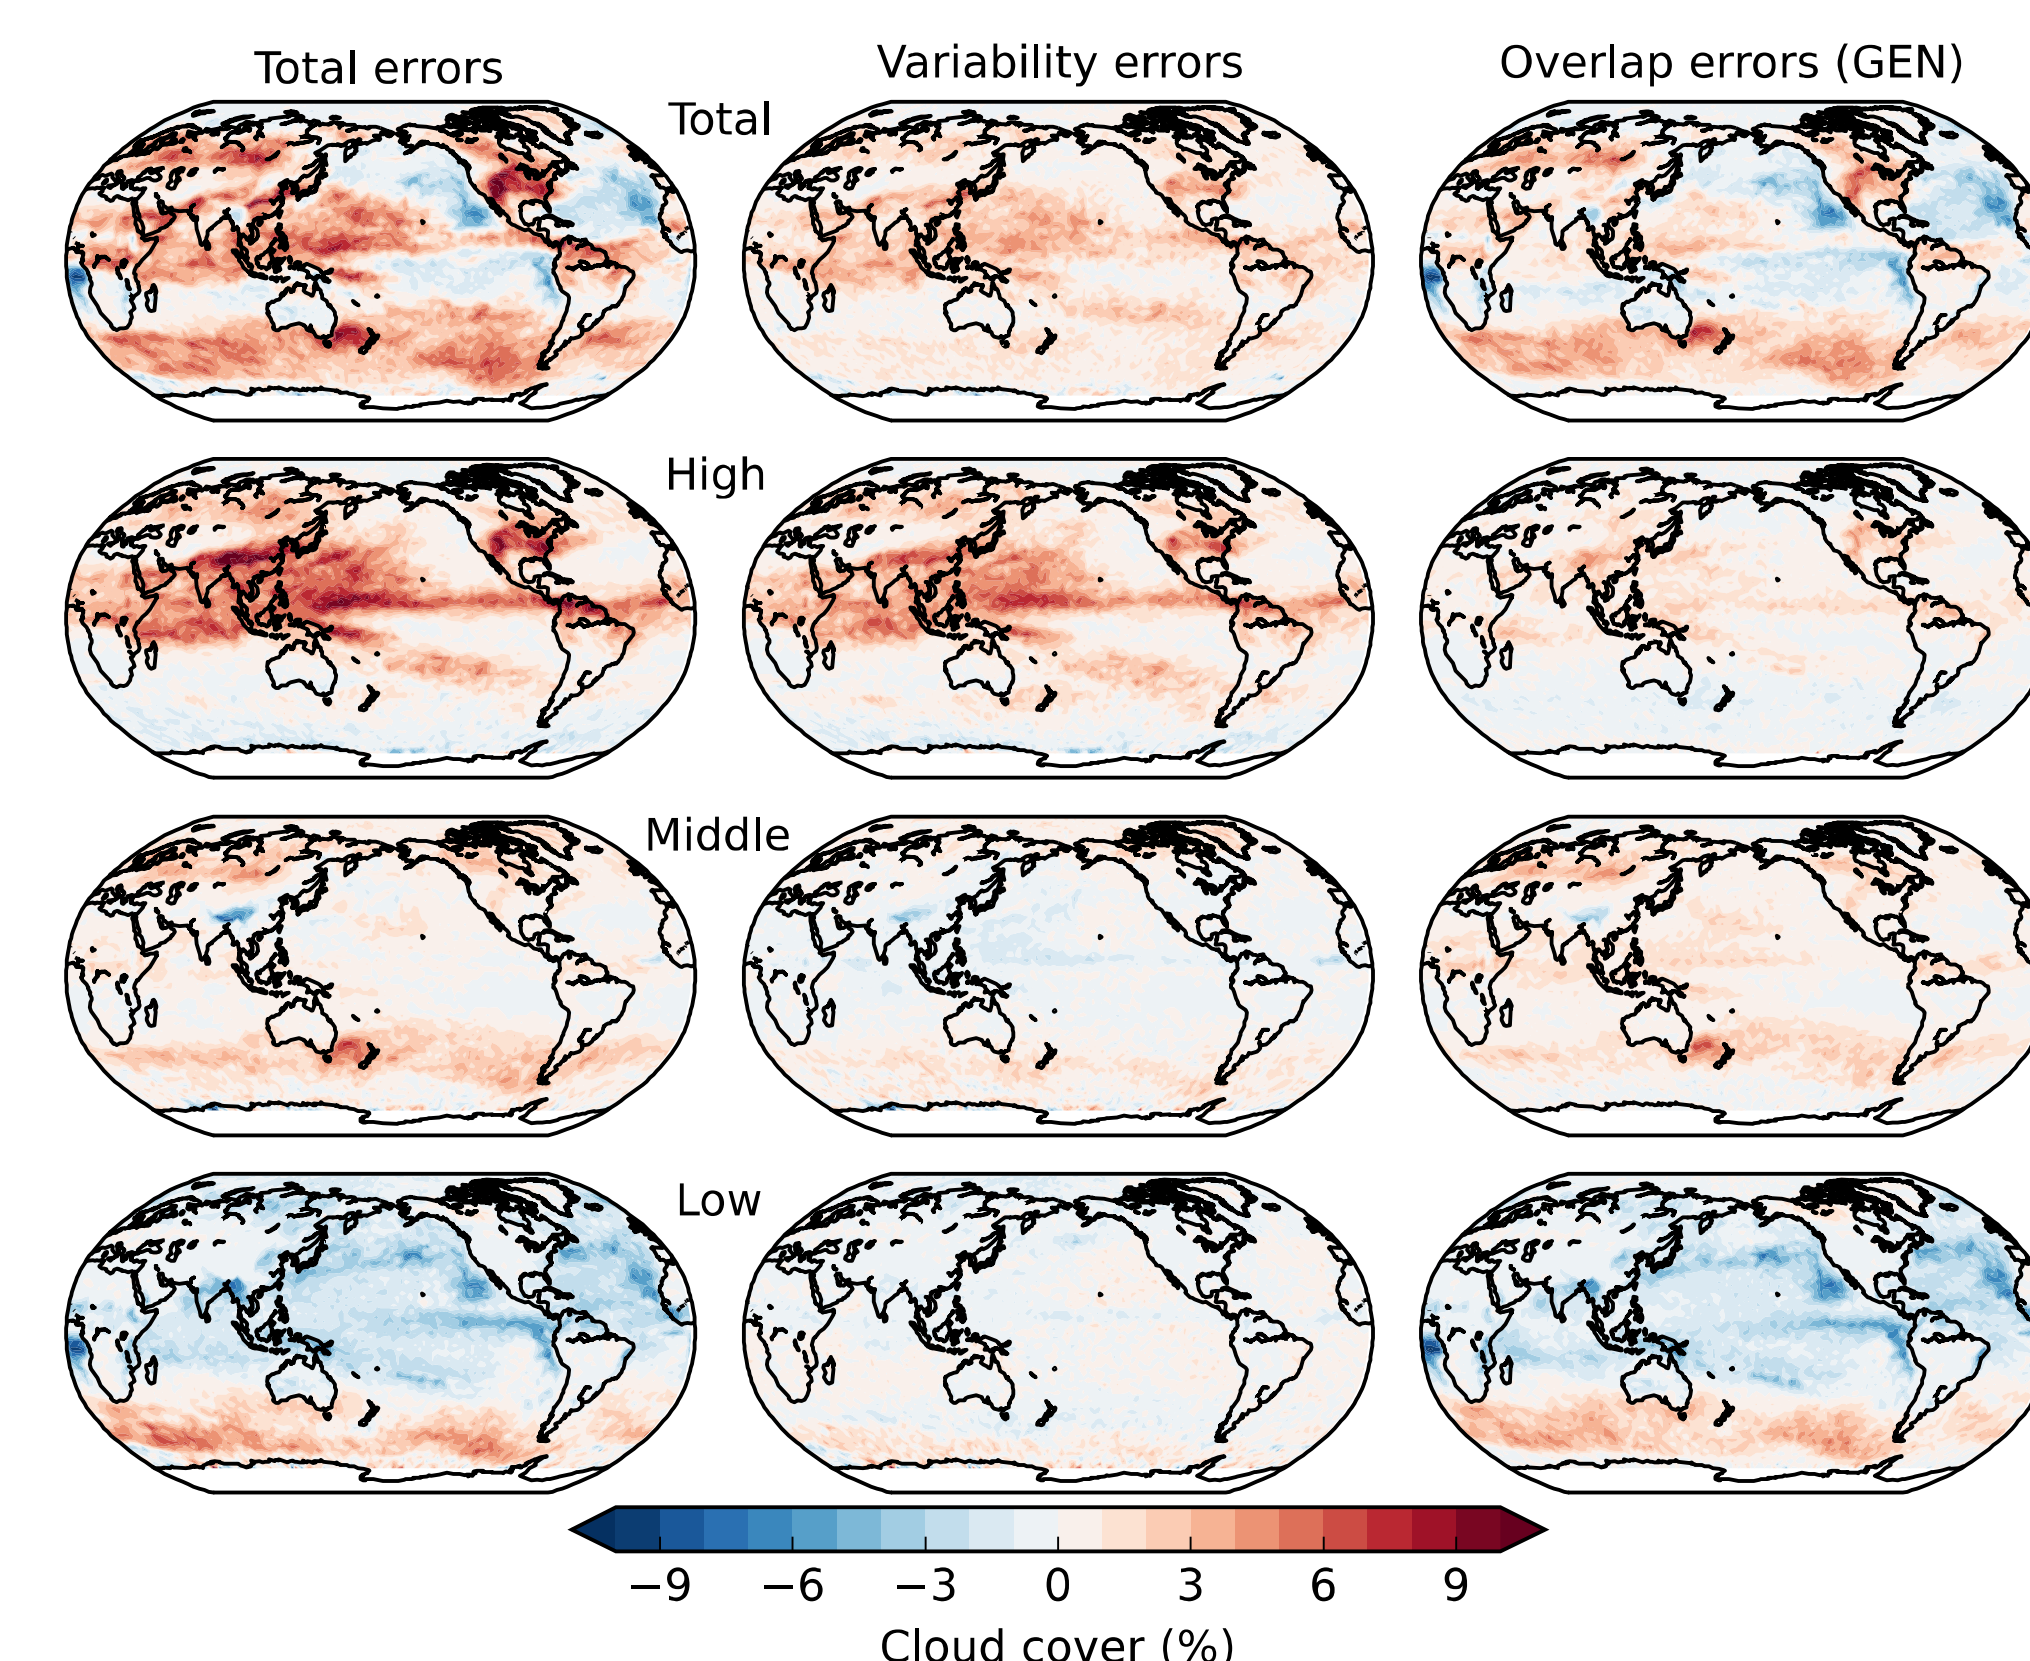 Total errors
Variability errors
Overlap errors (GEN)
Total
High
Middle
Low
−9 −6 −3 0 3 6 9
Cloud cover (%)